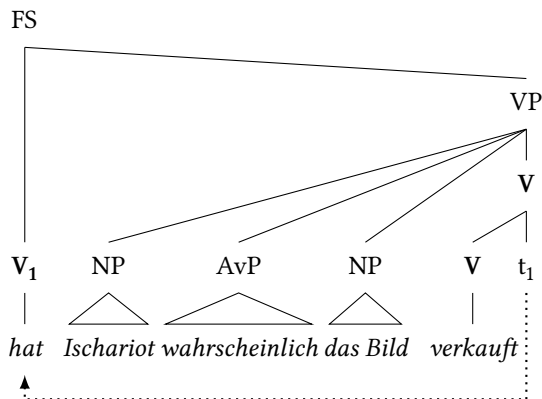 FS
VP
V
V₁ NP AvP NP V t₁
hat Ischariot wahrscheinlich das Bild verkauft